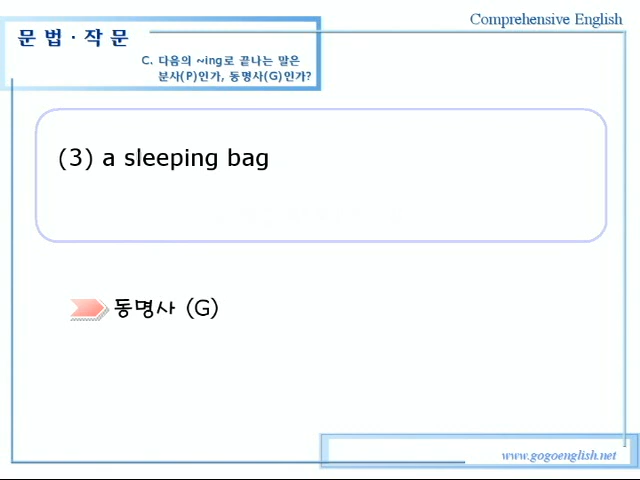 Comprehensive English
문 법 · 작 문
C. 다음의 ~ing로 끝나는 말은
분사(P)인가, 동명사(G)인가?
(3) a sleeping bag
동명사 (G)
www.gogoenglish.net